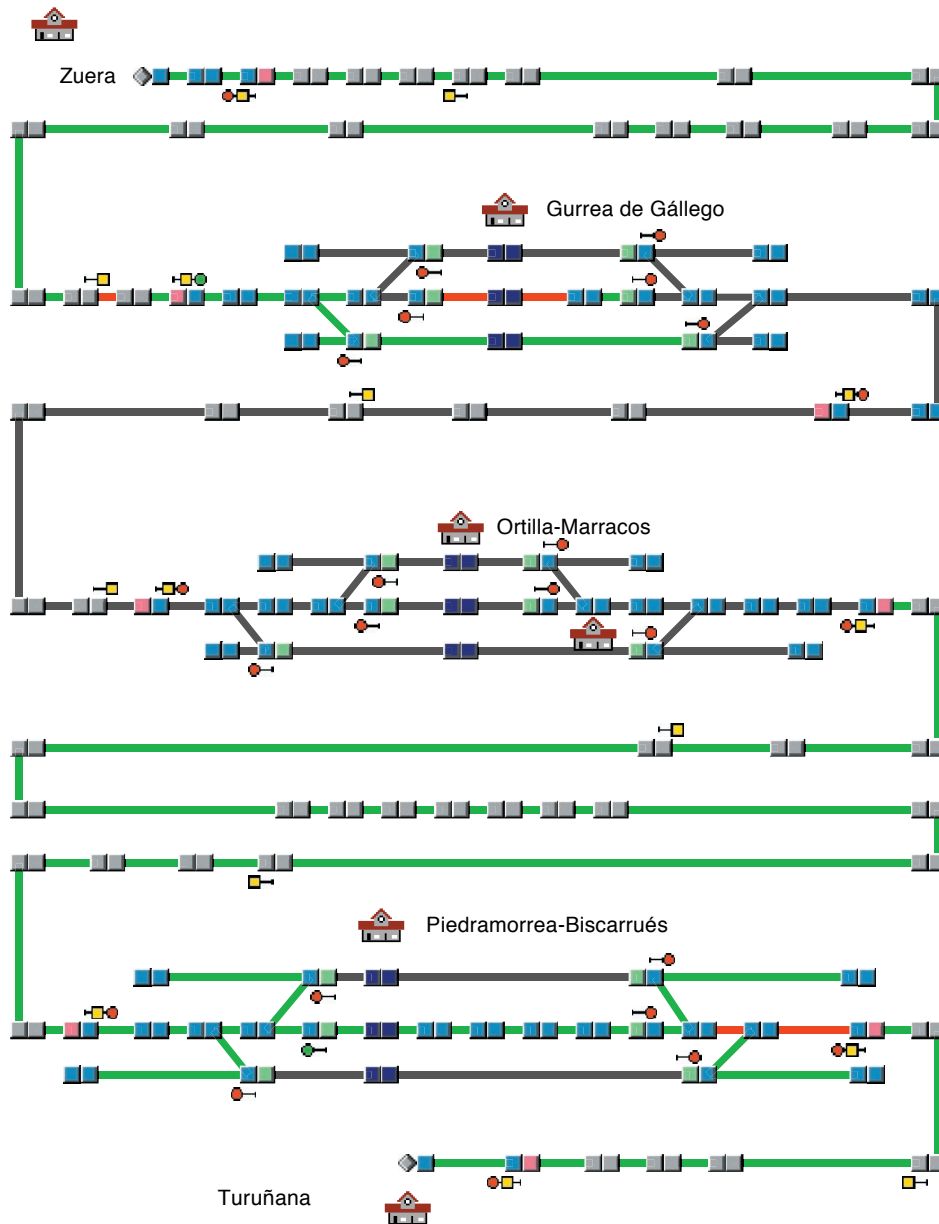 Zuera
Gurrea de Gállego
Ortilla-Marracos
Piedramorrea-Biscarrués
Turuñana